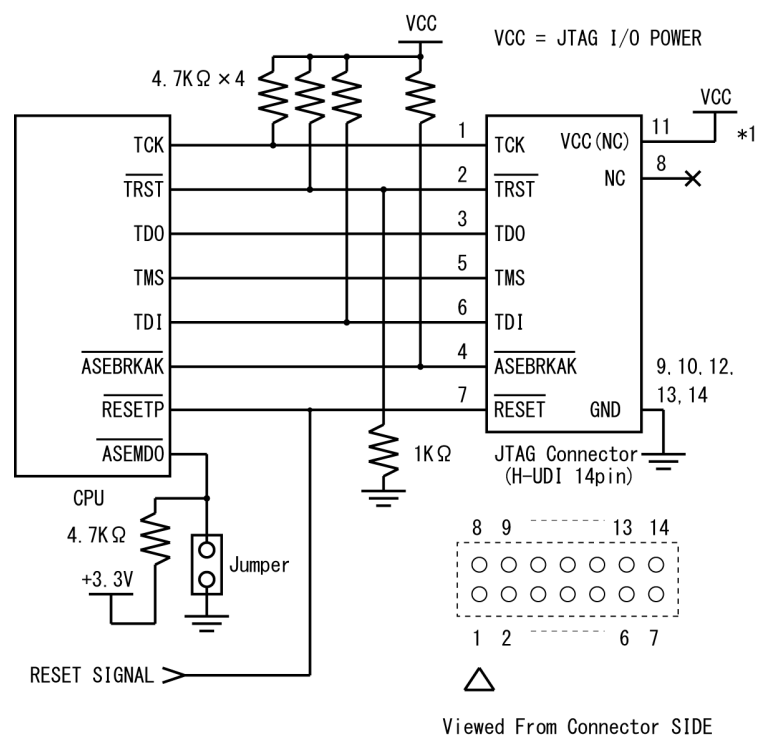 VCC
VCC = JTAG I/O POWER
4.7KΩ×4
VCC
*1
TCK
1
TCK
VCC(NC)
11
TRST
2
TRST
NC
8
TDO
3
TDO
TMS
5
TMS
TDI
6
TDI
ASEBRKAK
4
ASEBRKAK
9,10,12,
13,14
RESETP
7
RESET
GND
ASEMDO
1KΩ
JTAG Connector
(H-UDI 14pin)
CPU
4.7KΩ
+3.3V
Jumper
8 9 13 14
1 2 6 7
RESET SIGNAL
Viewed From Connector SIDE